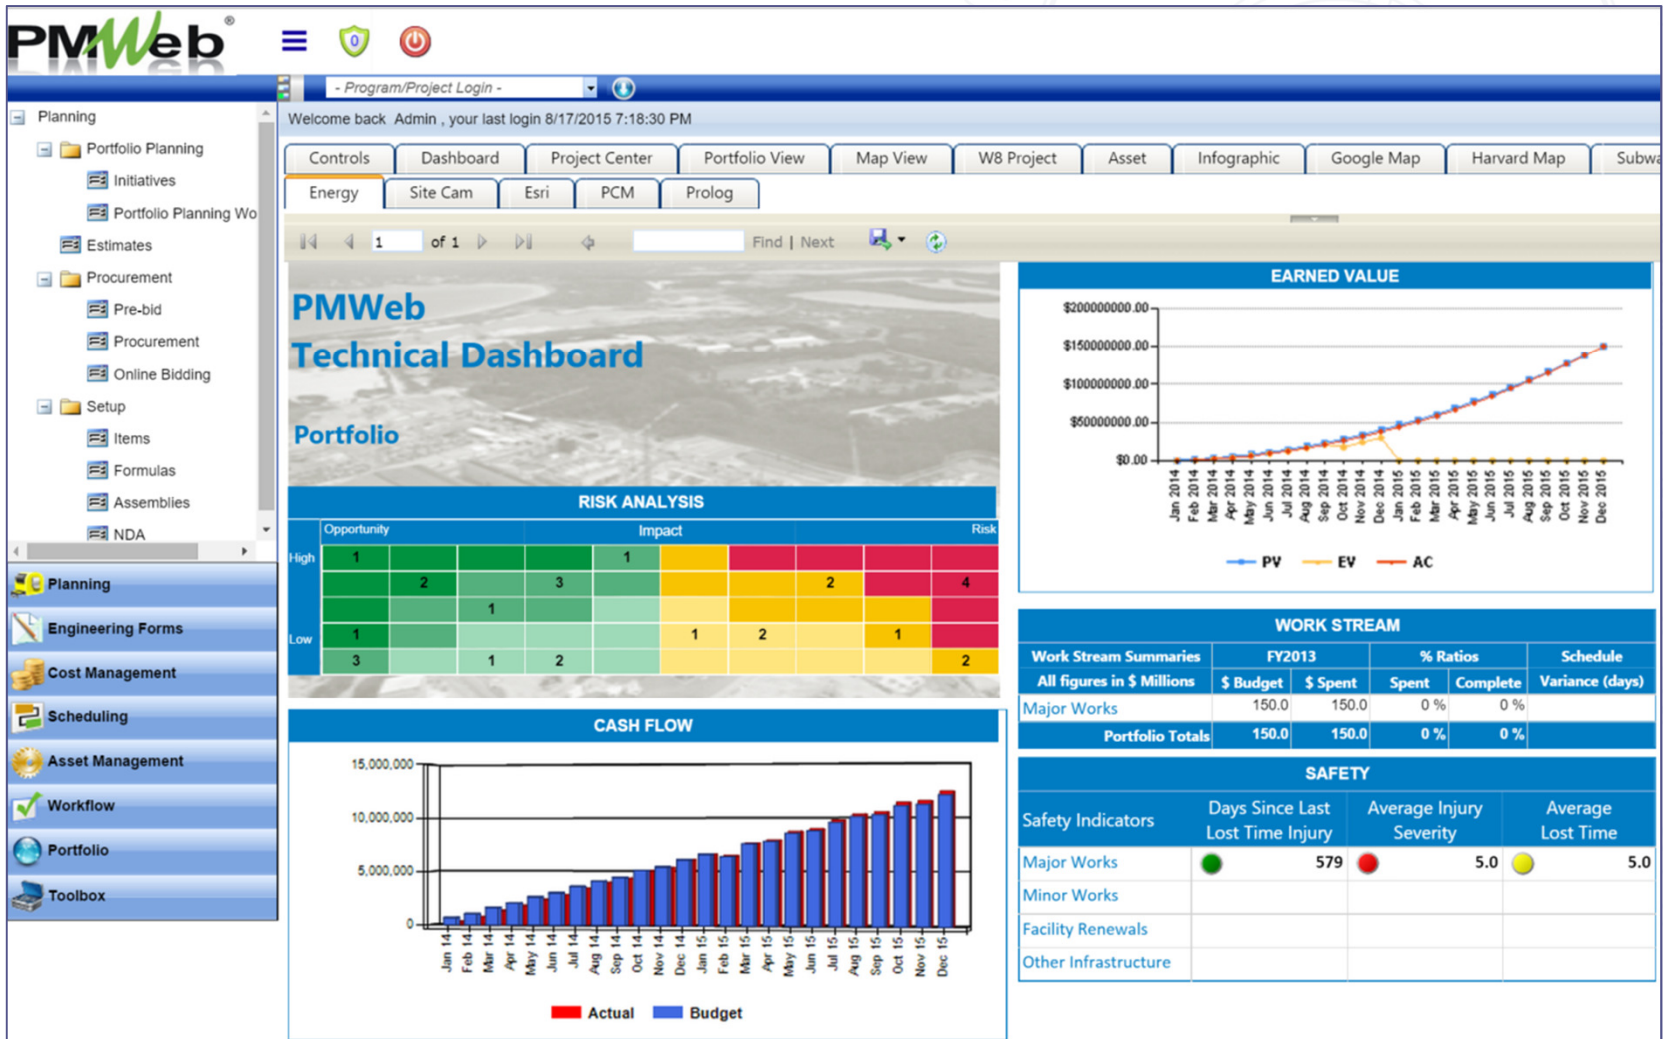 PMWeb®
0
- Program/Project Login -
Welcome back Admin , your last login 8/17/2015 7:18:30 PM
Planning
Portfolio Planning
Initiatives
Portfolio Planning Wo
Estimates
Procurement
Pre-bid
Procurement
Online Bidding
Setup
Items
Formulas
Assemblies
NDA
Planning
Engineering Forms
Cost Management
Scheduling
Asset Management
Workflow
Portfolio
Toolbox
Controls Dashboard Project Center Portfolio View Map View W8 Project Asset Infographic Google Map Harvard Map Subwa
Energy Site Cam Esri PCM Prolog
1 of 1 Find | Next
PMWeb
Technical Dashboard
Portfolio
RISK ANALYSIS
Opportunity Impact Risk
High 1 1
2 3 2 4
1
Low 1 1 2 1
3 1 2 2
CASH FLOW
15,000,000
10,000,000
5,000,000
0
Jan 14 Feb 14 Mar 14 Apr 14 May 14 Jun 14 Jul 14 Aug 14 Sep 14 Oct 14 Nov 14 Dec 14 Jan 15 Feb 15 Mar 15 Apr 15 May 15 Jun 15 Jul 15 Aug 15 Sep 15 Oct 15 Nov 15 Dec 15
Actual Budget
EARNED VALUE
$200000000.00
$150000000.00
$100000000.00
$50000000.00
$0.00
Jan 2014 Feb 2014 Mar 2014 Apr 2014 May 2014 Jun 2014 Jul 2014 Aug 2014 Sep 2014 Oct 2014 Nov 2014 Dec 2014 Jan 2015 Feb 2015 Mar 2015 Apr 2015 May 2015 Jun 2015 Jul 2015 Aug 2015 Sep 2015 Oct 2015 Nov 2015 Dec 2015
PV EV AC
WORK STREAM
Work Stream Summaries FY2013 % Ratios Schedule
All figures in $ Millions $ Budget $ Spent Spent Complete Variance (days)
Major Works 150.0 150.0 0 % 0 %
Portfolio Totals 150.0 150.0 0 % 0 %
SAFETY
Safety Indicators Days Since Last Lost Time Injury Average Injury Severity Average Lost Time
Major Works 579 5.0 5.0
Minor Works
Facility Renewals
Other Infrastructure